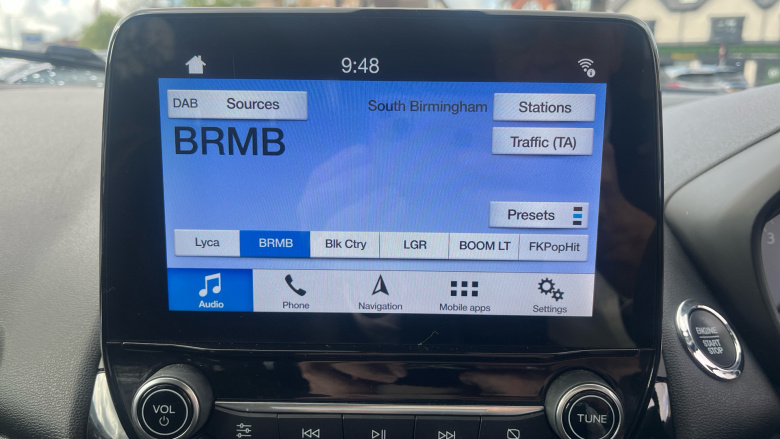 9:48
DAB Sources South Birmingham Stations
BRMB
Traffic (TA)
Presets
Lyca BRMB Blk Ctry LGR BOOM LT FKPopHit
Audio Phone Navigation Mobile apps Settings
ENGINE
START
STOP
VOL
TUNE
3